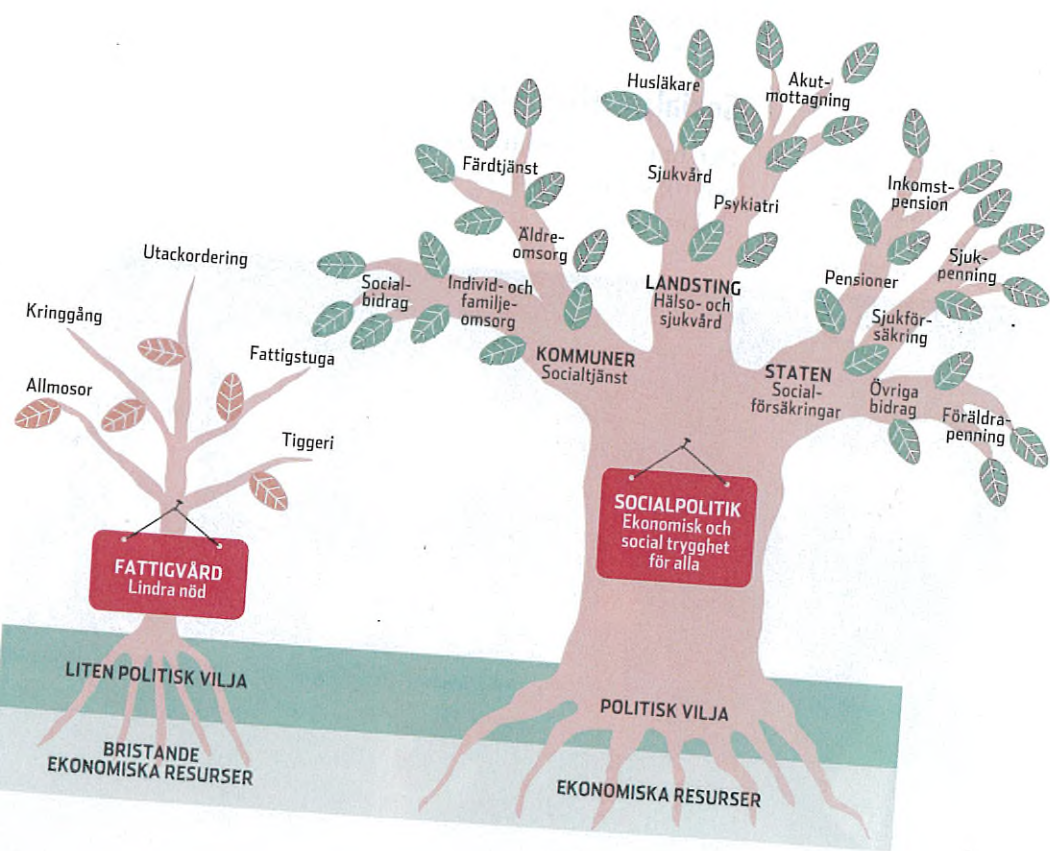 Utackordering
Kringgång
Fattigstuga
Allmosor
Tiggeri
FATTIGVÅRD
Lindra nöd
LITEN POLITISK VILJA
BRISTANDE
EKONOMISKA RESURSER
Färdtjänst
Äldre-
omsorg
Social-
bidrag
Individ- och
familje-
omsorg
KOMMUNER
Socialtjänst
Husläkare
Akut-
mottagning
Sjukvård
Psykiatri
LANDSTING
Hälso- och
sjukvård
Inkomst-
pension
Pensioner
Sjuk-
penning
Sjukför-
säkring
STATEN
Social-
försäkringar
Övriga
bidrag
Föräldra-
penning
SOCIALPOLITIK
Ekonomisk och
social trygghet
för alla
POLITISK VILJA
EKONOMISKA RESURSER